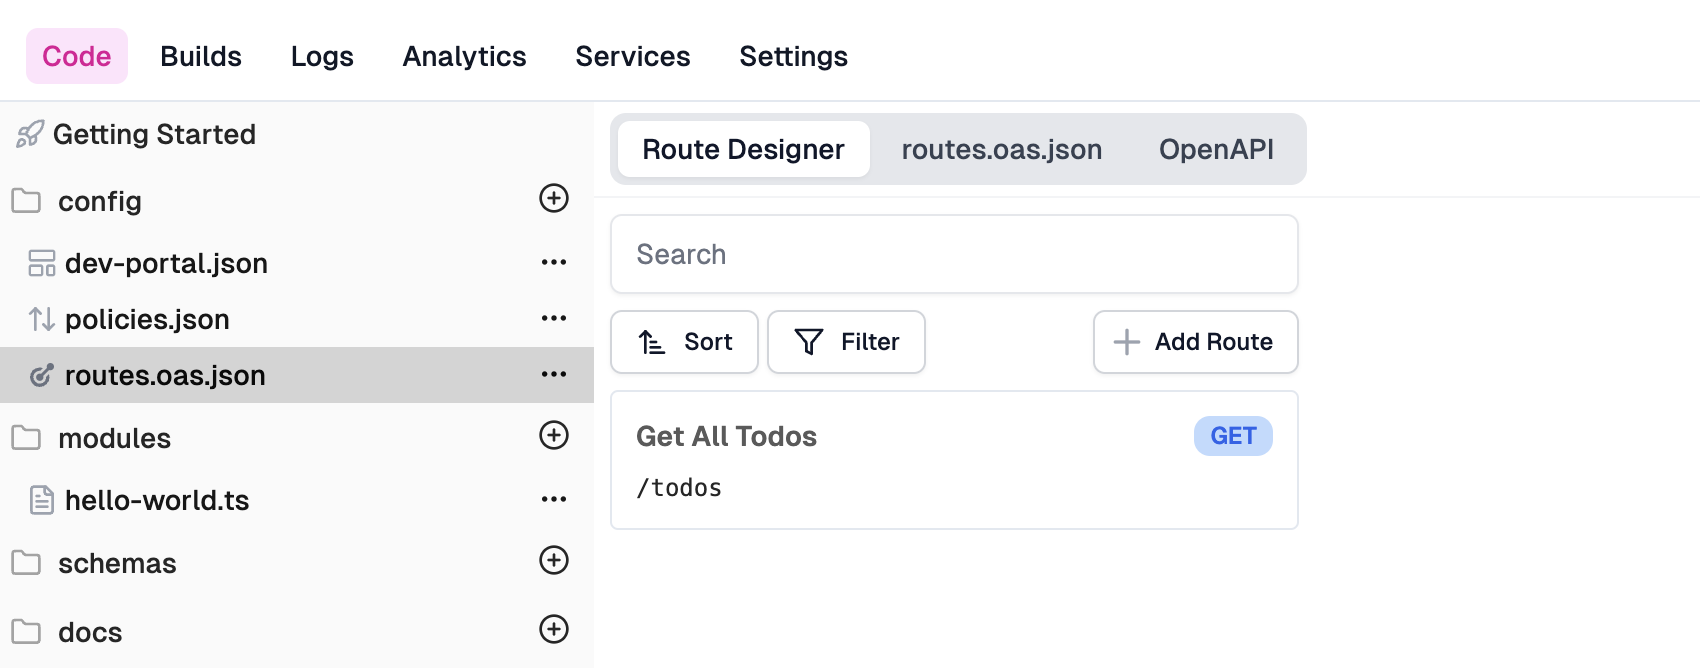 Code Builds Logs Analytics Services Settings
Getting Started
config
dev-portal.json
policies.json
routes.oas.json
modules
hello-world.ts
schemas
docs
Route Designer routes.oas.json OpenAPI
Search
Sort Filter Add Route
Get All Todos GET
/todos